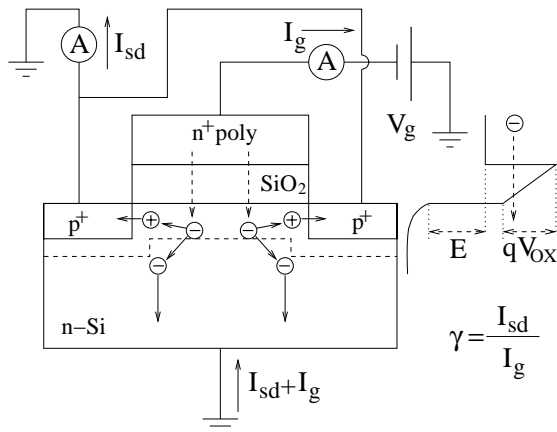 A
I_sd
I_g
A
V_g
n⁺ poly
SiO₂
p⁺
+
−
−
+
p⁺
−
−
n−Si
I_sd+I_g
−
E
qV_OX
γ = I_sd / I_g